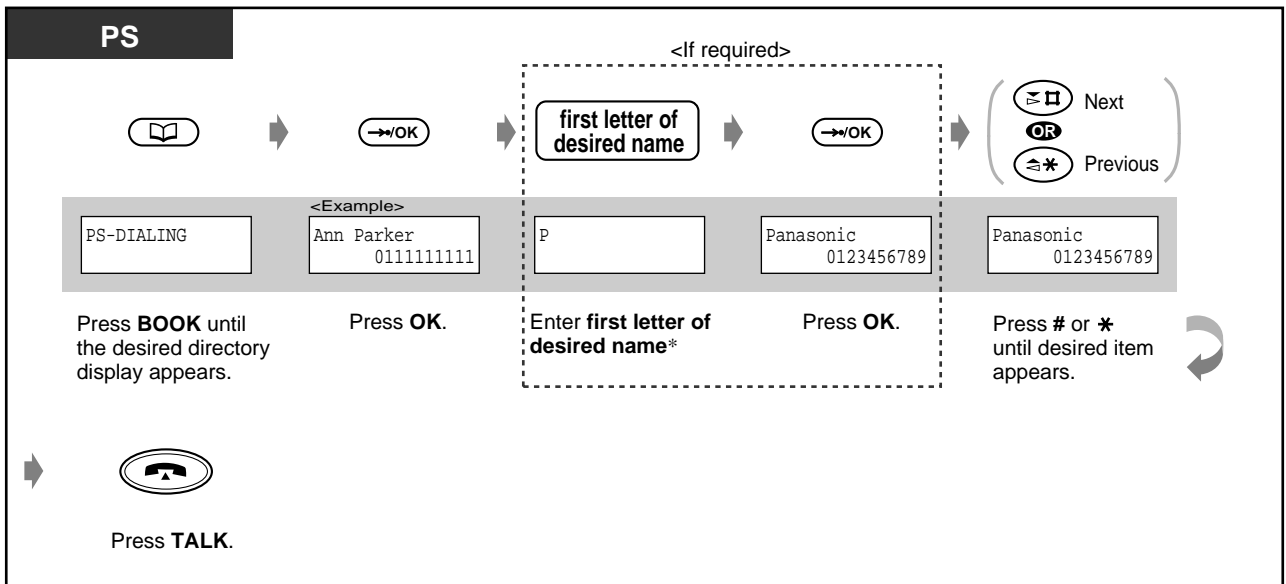 PS
<If required>
→/OK
first letter of
desired name
→/OK
# Next
OR
* Previous
<Example>
PS-DIALING
Ann Parker
0111111111
P
Panasonic
0123456789
Panasonic
0123456789
Press BOOK until
the desired directory
display appears.
Press OK.
Enter first letter of
desired name*
Press OK.
Press # or *
until desired item
appears.
Press TALK.